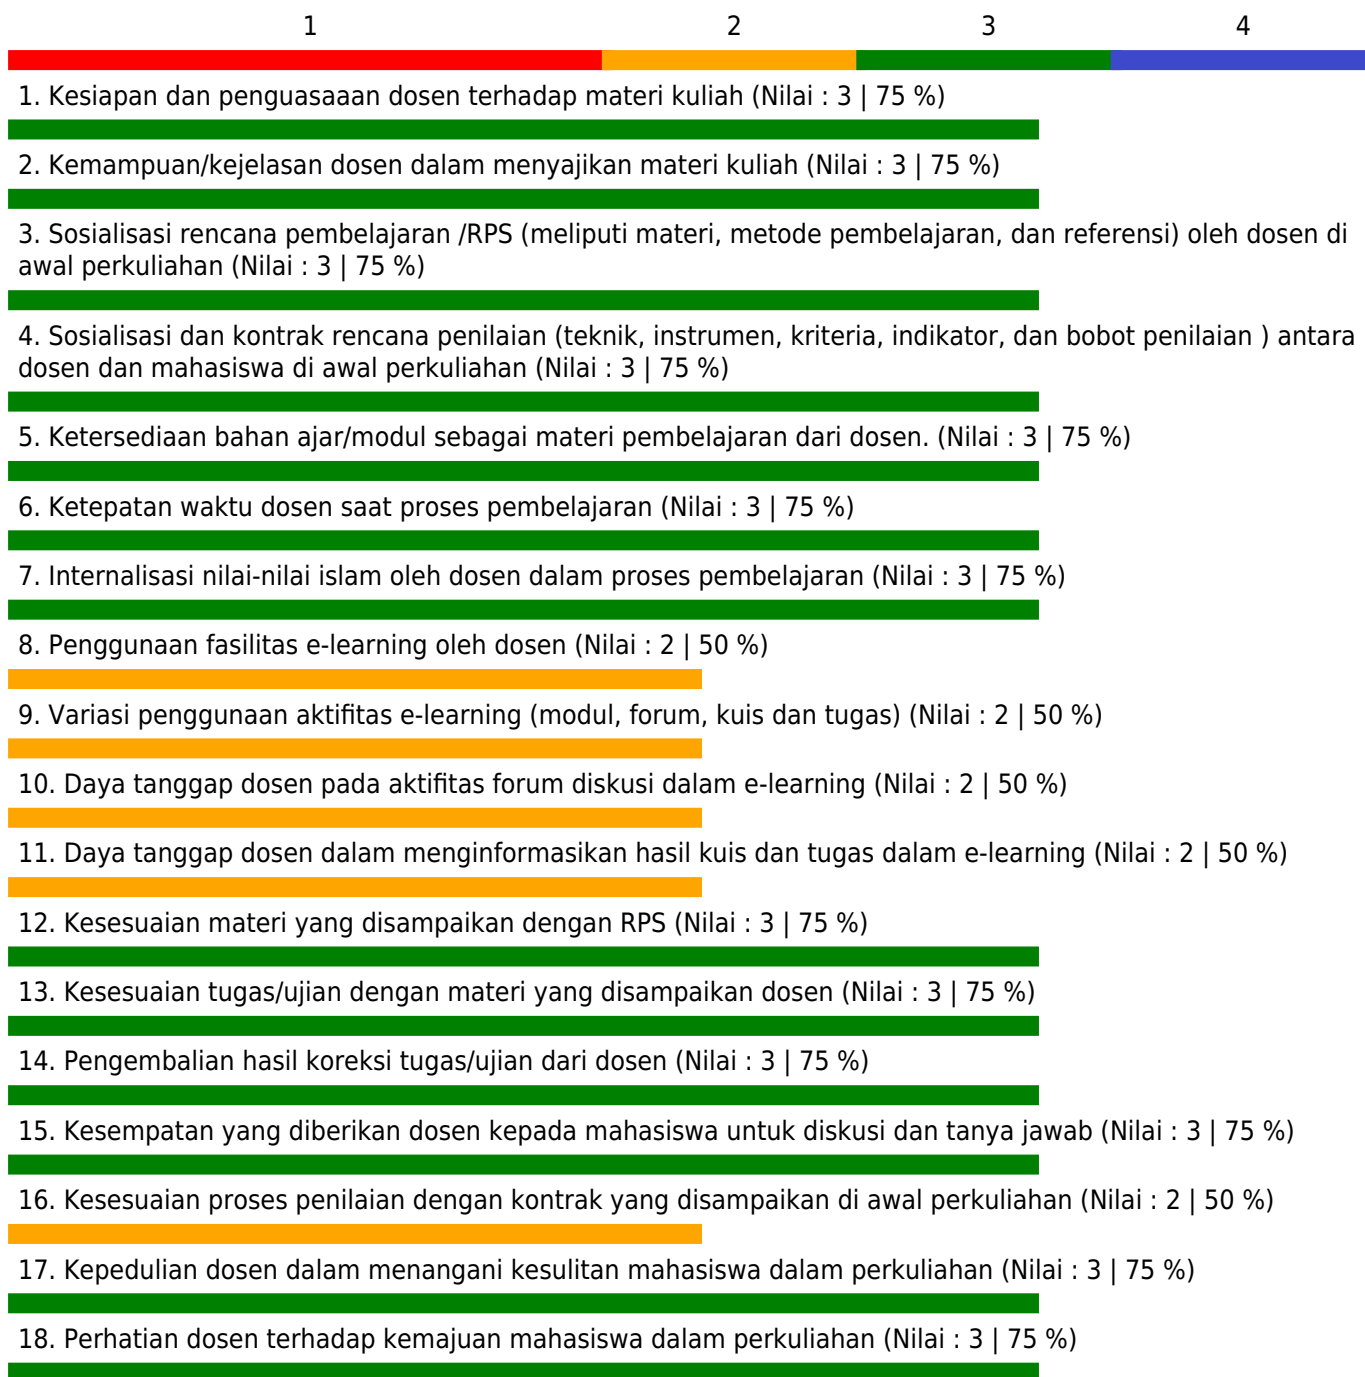 1 2 3 4
1. Kesiapan dan penguasaaan dosen terhadap materi kuliah (Nilai : 3 | 75 %)
2. Kemampuan/kejelasan dosen dalam menyajikan materi kuliah (Nilai : 3 | 75 %)
3. Sosialisasi rencana pembelajaran /RPS (meliputi materi, metode pembelajaran, dan referensi) oleh dosen di
awal perkuliahan (Nilai : 3 | 75 %)
4. Sosialisasi dan kontrak rencana penilaian (teknik, instrumen, kriteria, indikator, dan bobot penilaian ) antara
dosen dan mahasiswa di awal perkuliahan (Nilai : 3 | 75 %)
5. Ketersediaan bahan ajar/modul sebagai materi pembelajaran dari dosen. (Nilai : 3 | 75 %)
6. Ketepatan waktu dosen saat proses pembelajaran (Nilai : 3 | 75 %)
7. Internalisasi nilai-nilai islam oleh dosen dalam proses pembelajaran (Nilai : 3 | 75 %)
8. Penggunaan fasilitas e-learning oleh dosen (Nilai : 2 | 50 %)
9. Variasi penggunaan aktifitas e-learning (modul, forum, kuis dan tugas) (Nilai : 2 | 50 %)
10. Daya tanggap dosen pada aktifitas forum diskusi dalam e-learning (Nilai : 2 | 50 %)
11. Daya tanggap dosen dalam menginformasikan hasil kuis dan tugas dalam e-learning (Nilai : 2 | 50 %)
12. Kesesuaian materi yang disampaikan dengan RPS (Nilai : 3 | 75 %)
13. Kesesuaian tugas/ujian dengan materi yang disampaikan dosen (Nilai : 3 | 75 %)
14. Pengembalian hasil koreksi tugas/ujian dari dosen (Nilai : 3 | 75 %)
15. Kesempatan yang diberikan dosen kepada mahasiswa untuk diskusi dan tanya jawab (Nilai : 3 | 75 %)
16. Kesesuaian proses penilaian dengan kontrak yang disampaikan di awal perkuliahan (Nilai : 2 | 50 %)
17. Kepedulian dosen dalam menangani kesulitan mahasiswa dalam perkuliahan (Nilai : 3 | 75 %)
18. Perhatian dosen terhadap kemajuan mahasiswa dalam perkuliahan (Nilai : 3 | 75 %)